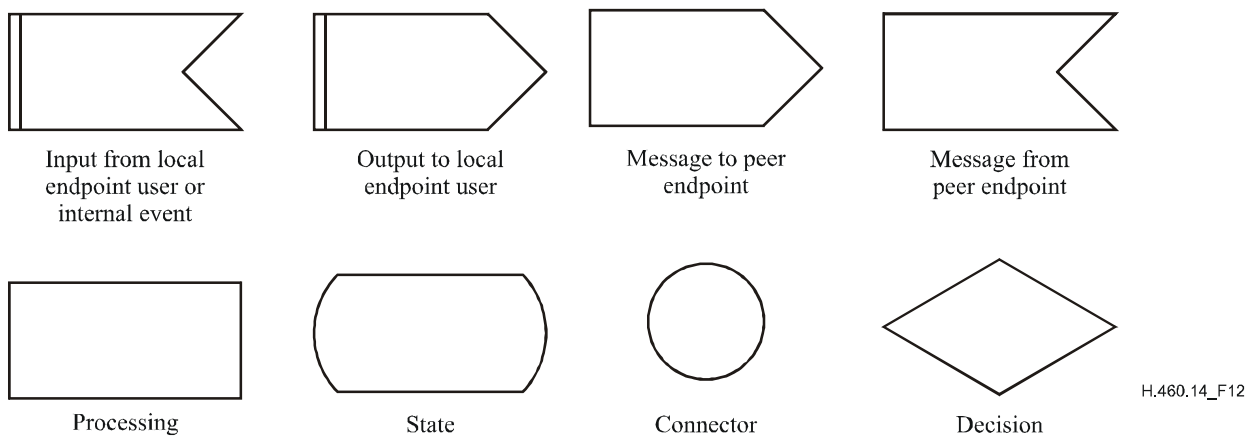 Input from local
endpoint user or
internal event
Output to local
endpoint user
Message to peer
endpoint
Message from
peer endpoint
Processing
State
Connector
Decision
H.460.14_F12